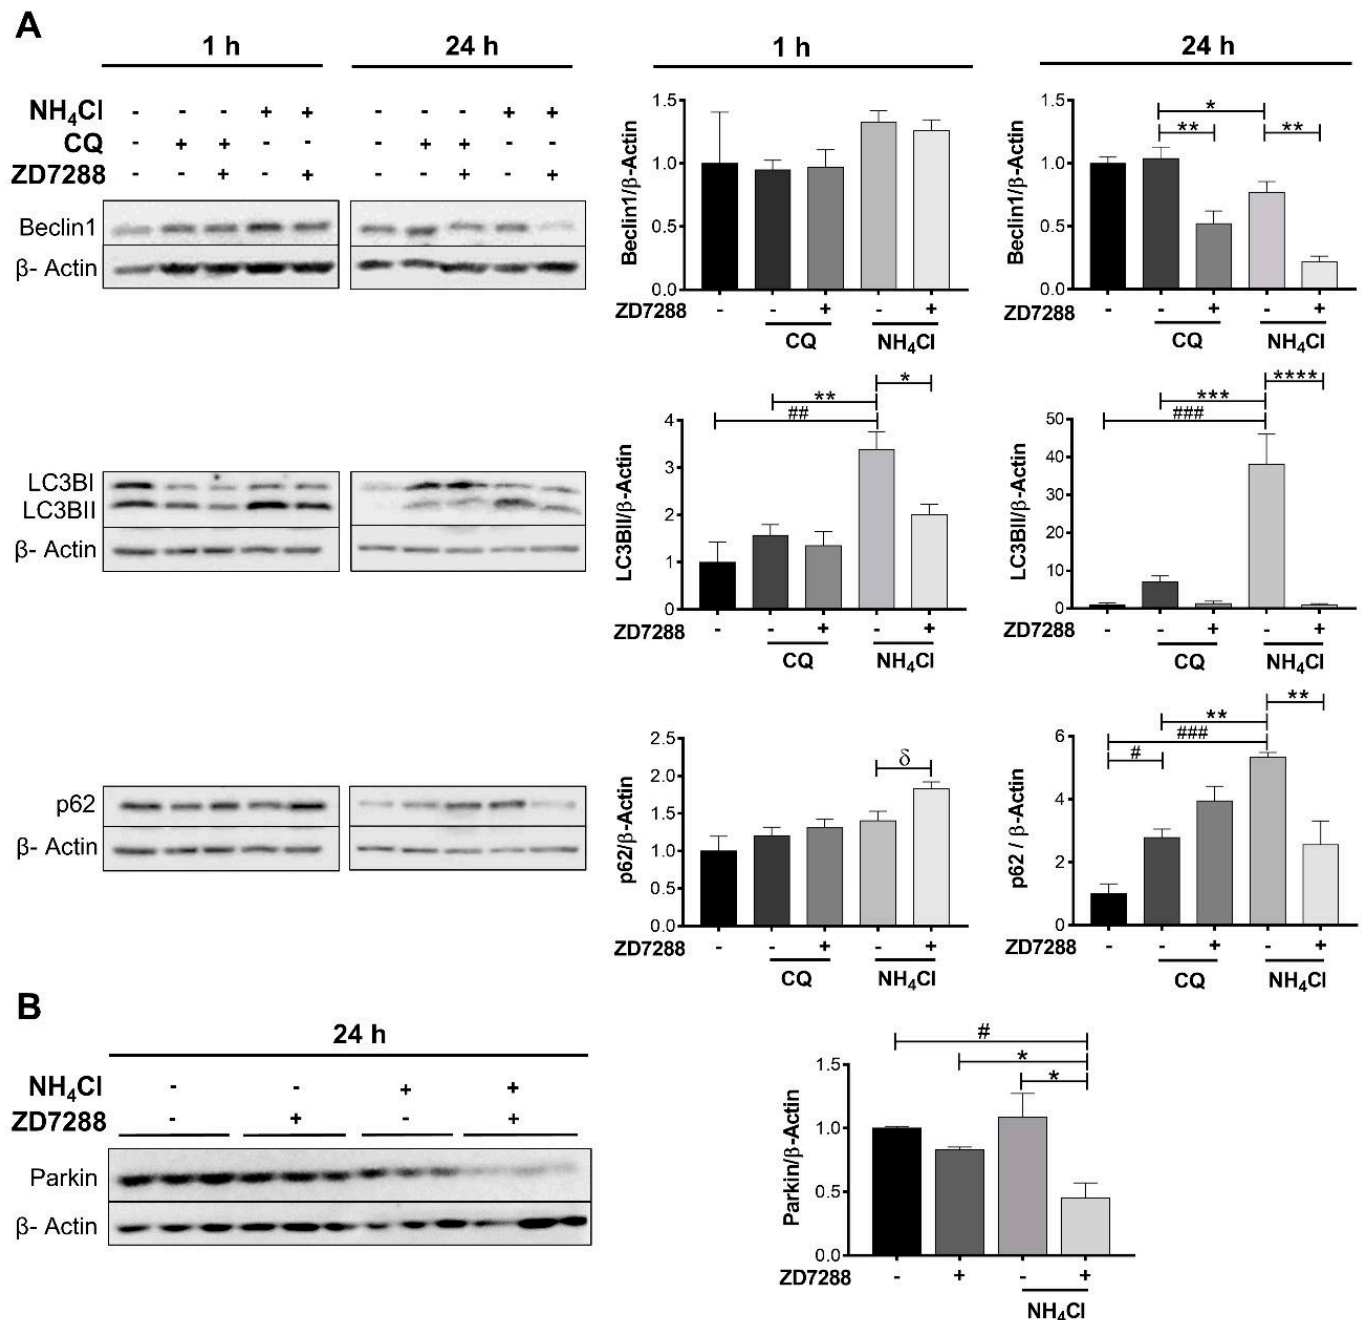 A
1 h
24 h
1 h
24 h
NH₄Cl - - - + + - - - + +
CQ - + + - - - + + - -
ZD7288 - - + - + - - + - +
Beclin1
β- Actin
Beclin1/β-Actin
1.5
1.0
0.5
0.0
ZD7288 - - + - +
CQ
NH₄Cl
Beclin1/β-Actin
1.5
1.0
0.5
0.0
*
**
**
ZD7288 - - + - +
CQ
NH₄Cl
LC3BI
LC3BII
β- Actin
LC3BII/β-Actin
4
3
2
1
0
*
**
##
ZD7288 - - + - +
CQ
NH₄Cl
LC3BII/β-Actin
50
40
30
20
10
0
****
***
###
ZD7288 - - + - +
CQ
NH₄Cl
p62
β- Actin
p62/β-Actin
2.5
2.0
1.5
1.0
0.5
0.0
δ
ZD7288 - - + - +
CQ
NH₄Cl
p62 / β-Actin
6
4
2
0
**
**
###
#
ZD7288 - - + - +
CQ
NH₄Cl
B
24 h
NH₄Cl - - + +
ZD7288 - + - +
Parkin
β- Actin
Parkin/β-Actin
1.5
1.0
0.5
0.0
#
*
*
ZD7288 - + - +
NH₄Cl